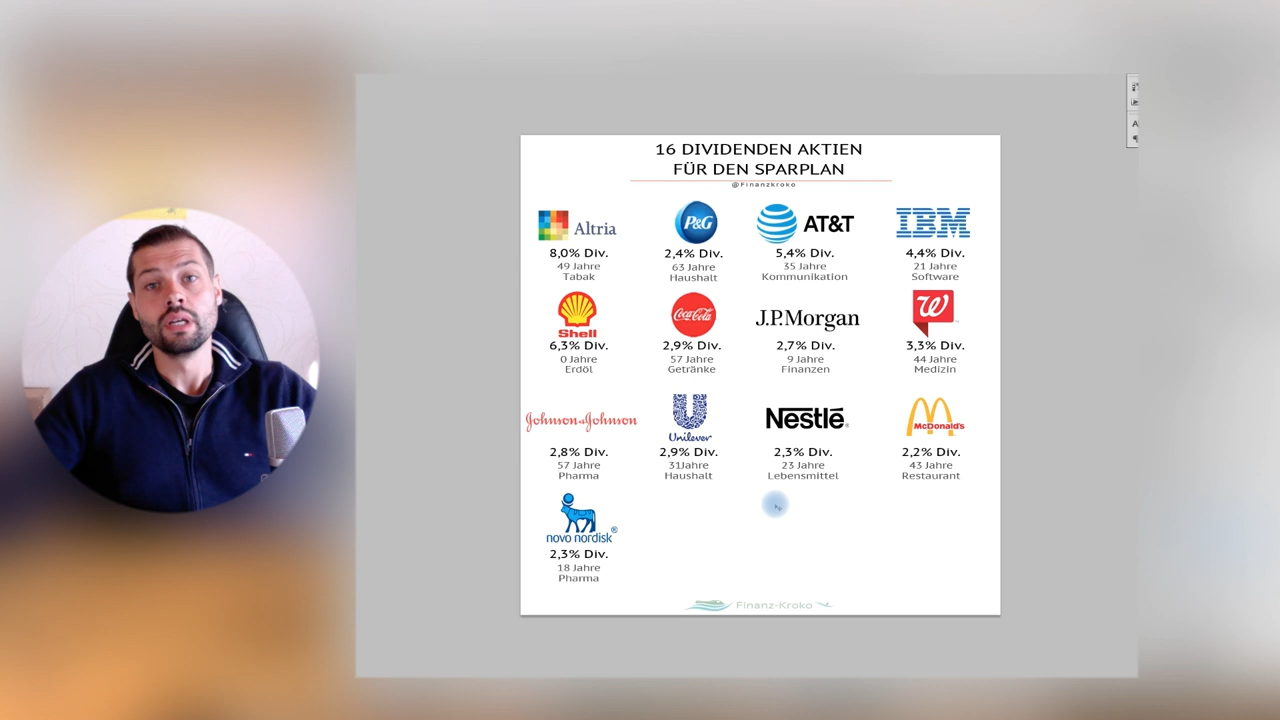 16 DIVIDENDEN AKTIEN
FÜR DEN SPARPLAN
@Finanzkroko
Altria
8,0% Div.
49 Jahre
Tabak
P&G
2,4% Div.
63 Jahre
Haushalt
AT&T
5,4% Div.
35 Jahre
Kommunikation
IBM
4,4% Div.
21 Jahre
Software
Shell
6,3% Div.
0 Jahre
Erdöl
Coca-Cola
2,9% Div.
57 Jahre
Getränke
J.P.Morgan
2,7% Div.
9 Jahre
Finanzen
W
3,3% Div.
44 Jahre
Medizin
Johnson & Johnson
2,8% Div.
57 Jahre
Pharma
Unilever
2,9% Div.
31Jahre
Haushalt
Nestlé®
2,3% Div.
23 Jahre
Lebensmittel
McDonald's
2,2% Div.
43 Jahre
Restaurant
novo nordisk®
2,3% Div.
18 Jahre
Pharma
Finanz-Kroko